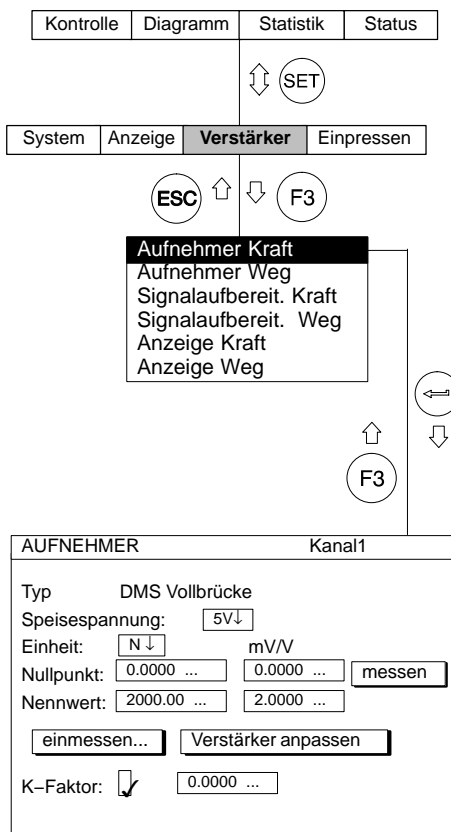 Kontrolle Diagramm Statistik Status
SET
System Anzeige Verstärker Einpressen
ESC F3
Aufnehmer Kraft
Aufnehmer Weg
Signalaufbereit. Kraft
Signalaufbereit. Weg
Anzeige Kraft
Anzeige Weg
F3
AUFNEHMER Kanal1
Typ DMS Vollbrücke
Speisespannung: 5V↓
Einheit: N↓ mV/V
Nullpunkt: 0.0000 ... 0.0000 ... messen
Nennwert: 2000.00 ... 2.0000 ...
einmessen... Verstärker anpassen
K−Faktor: ✓ 0.0000 ...